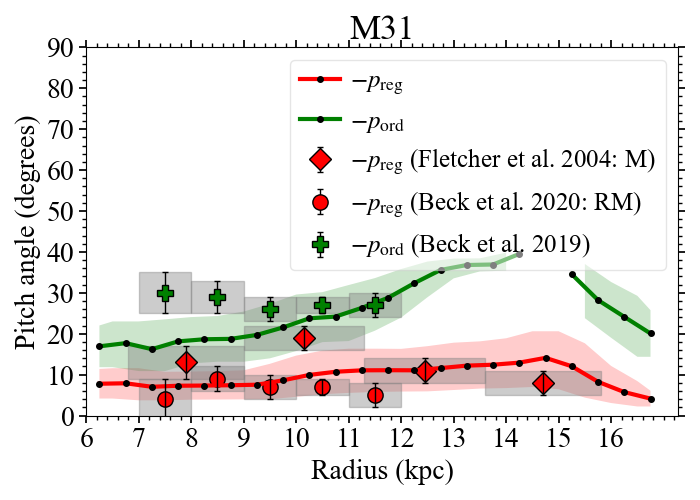 M31
Pitch angle (degrees)
90
80
70
60
50
40
30
20
10
0
−p_reg
−p_ord
−p_reg (Fletcher et al. 2004: M)
−p_reg (Beck et al. 2020: RM)
−p_ord (Beck et al. 2019)
6 7 8 9 10 11 12 13 14 15 16
Radius (kpc)